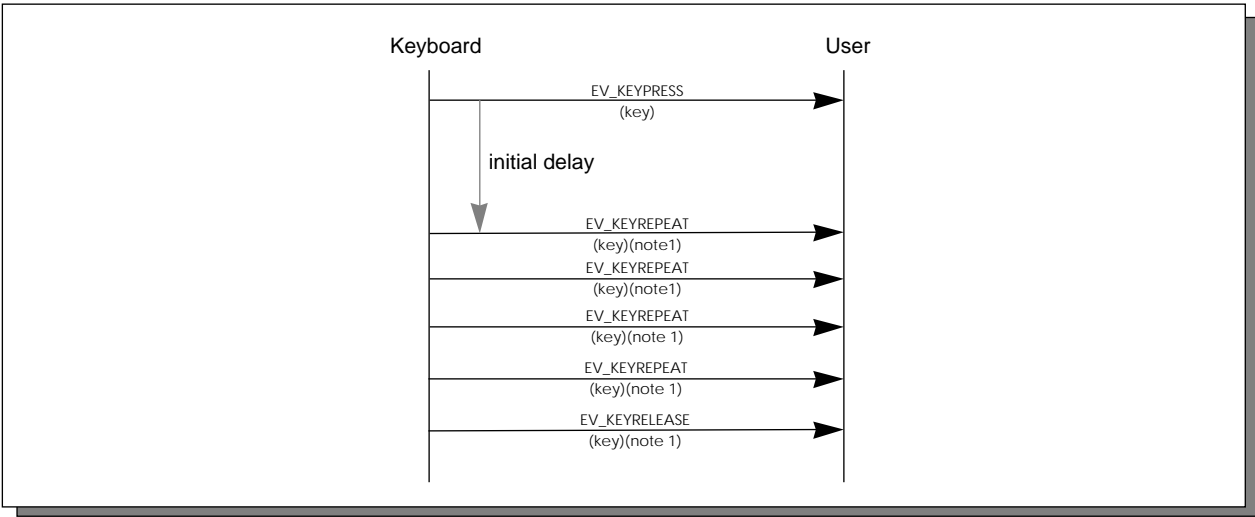 Keyboard User
EV_KEYPRESS
(key)
initial delay
EV_KEYREPEAT
(key)(note1)
EV_KEYREPEAT
(key)(note1)
EV_KEYREPEAT
(key)(note 1)
EV_KEYREPEAT
(key)(note 1)
EV_KEYRELEASE
(key)(note 1)